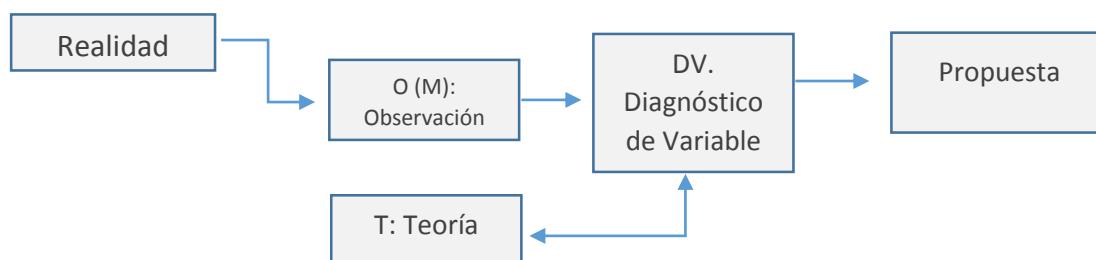 Realidad
O (M):
Observación
DV.
Diagnóstico
de Variable
Propuesta
T: Teoría